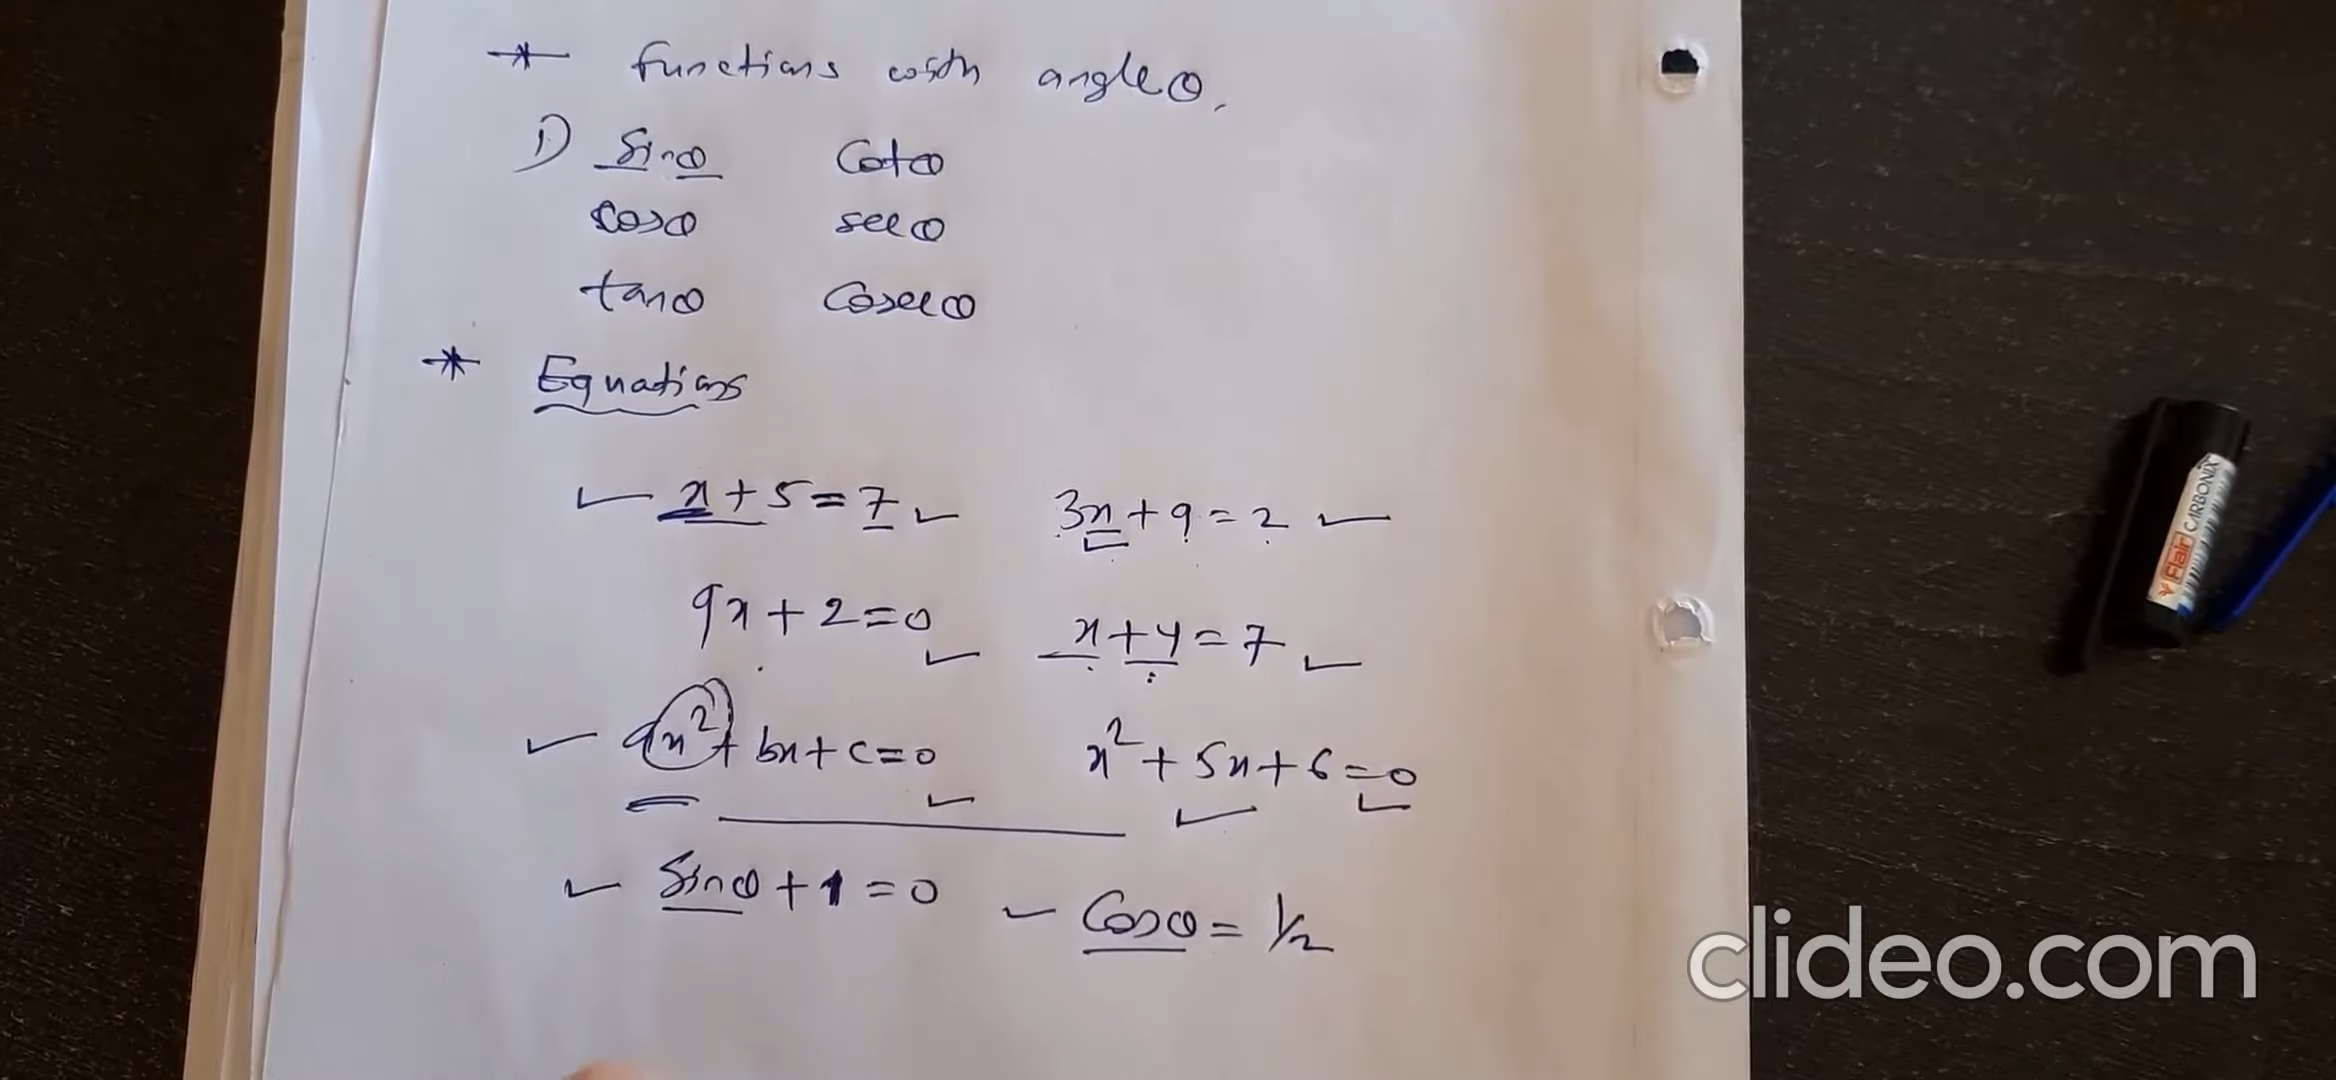 * Functions with angle θ.
1) Sinθ Cotθ
cosθ secθ
tanθ Cosecθ
* Equations
x + 5 = 7 3x + 9 = 2
9x + 2 = 0 x + y = 7
ax² + bx + c = 0 x² + 5x + 6 = 0
Sinθ + 1 = 0 Cosθ = 1/2
Flair CARBONIX
clideo.com